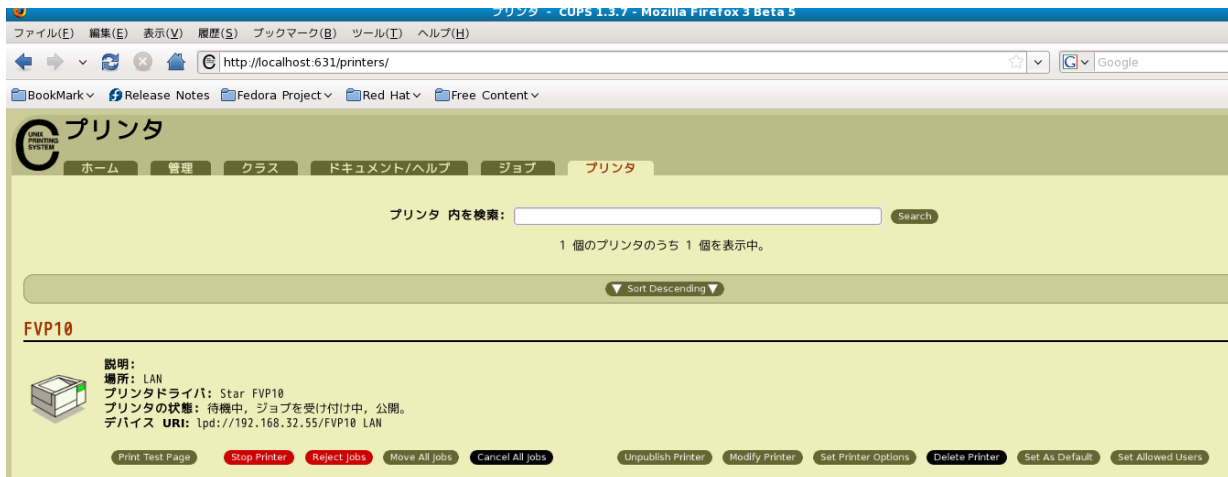 プリンタ - CUPS 1.3.7 - Mozilla Firefox 3 Beta 5
ファイル(F) 編集(E) 表示(V) 履歴(S) ブックマーク(B) ツール(T) ヘルプ(H)
http://localhost:631/printers/ Google
BookMark Release Notes Fedora Project Red Hat Free Content
UNIX PRINTING SYSTEM
プリンタ
ホーム 管理 クラス ドキュメント/ヘルプ ジョブ プリンタ
プリンタ 内を検索: Search
1 個のプリンタのうち 1 個を表示中。
▼ Sort Descending ▼
FVP10
説明:
場所: LAN
プリンタドライバ: Star FVP10
プリンタの状態: 待機中, ジョブを受け付け中, 公開。
デバイス URI: lpd://192.168.32.55/FVP10 LAN
Print Test Page Stop Printer Reject Jobs Move All Jobs Cancel All Jobs Unpublish Printer Modify Printer Set Printer Options Delete Printer Set As Default Set Allowed Users